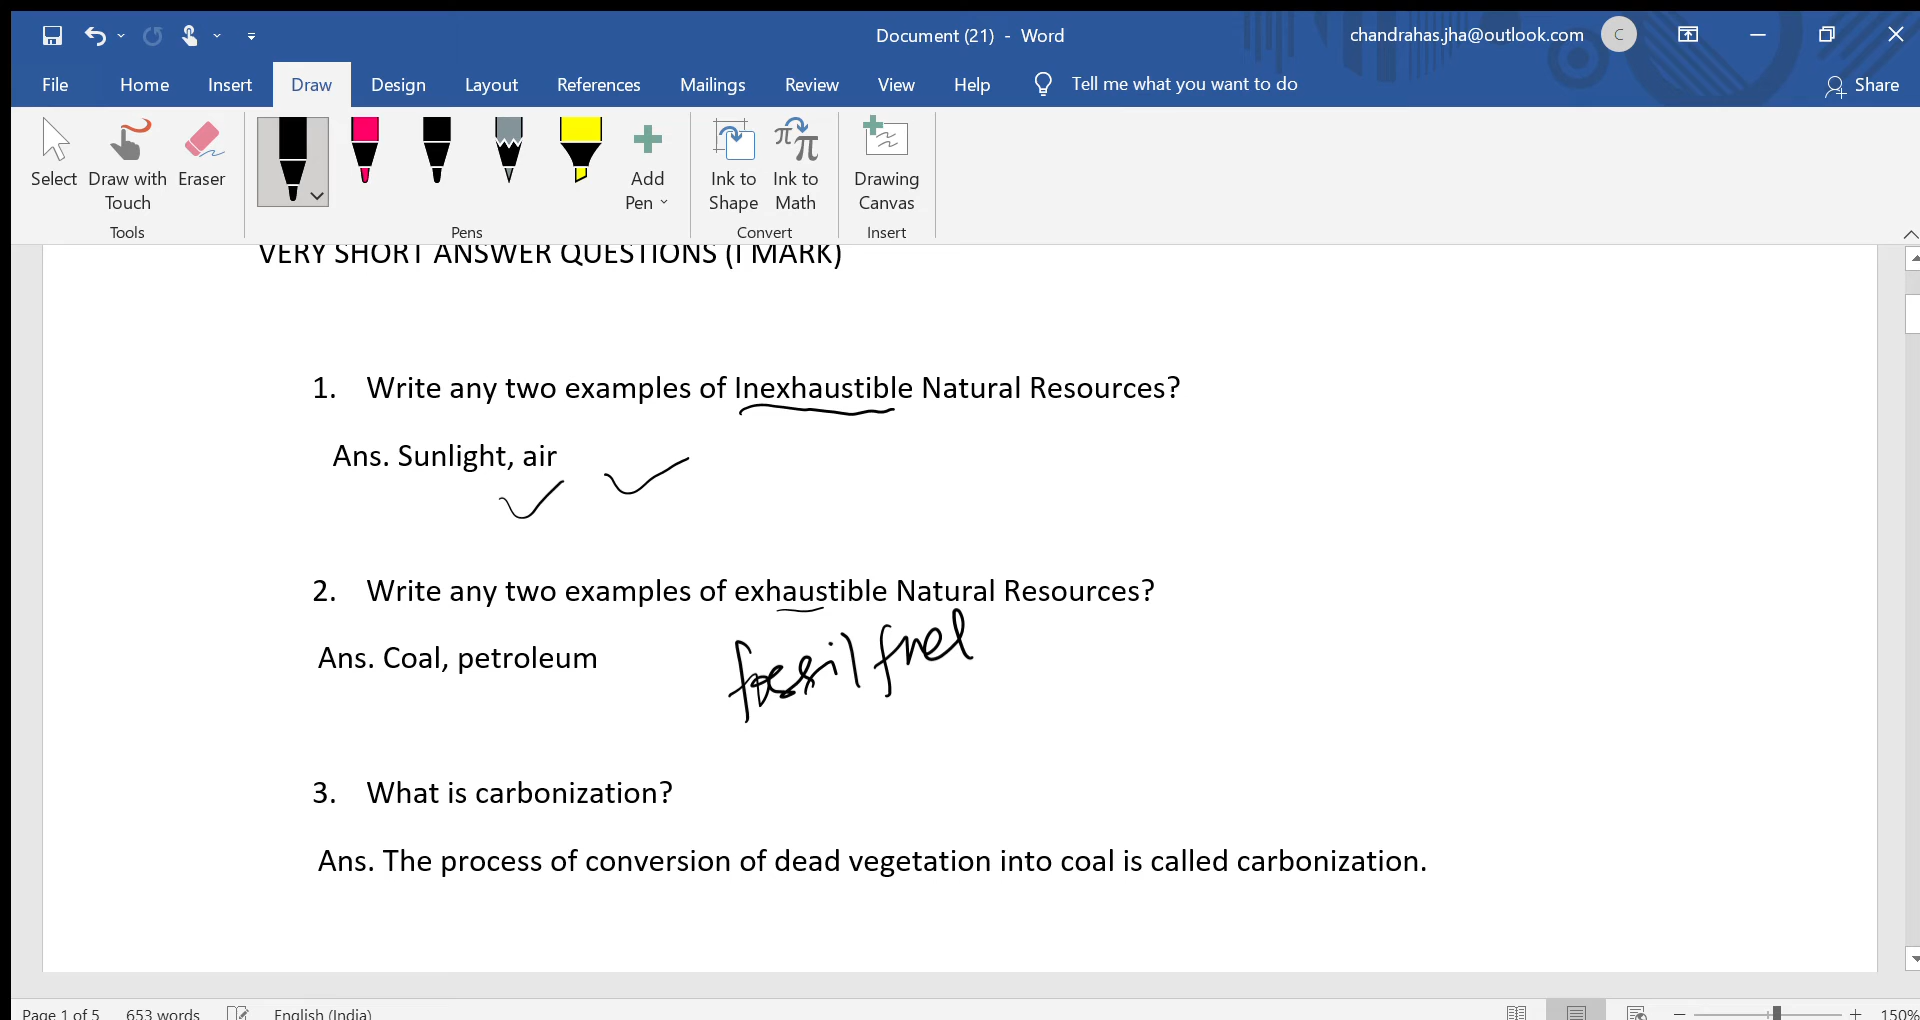 Document (21) - Word
chandrahas.jha@outlook.com
C
File Home Insert Draw Design Layout References Mailings Review View Help Tell me what you want to do Share
Select
Draw with Touch
Eraser
Add Pen
Ink to Shape
Ink to Math
Drawing Canvas
Tools Pens Convert Insert
VERY SHORT ANSWER QUESTIONS (I MARK)
1. Write any two examples of Inexhaustible Natural Resources?
Ans. Sunlight, air
2. Write any two examples of exhaustible Natural Resources?
Ans. Coal, petroleum
fossil fuel
3. What is carbonization?
Ans. The process of conversion of dead vegetation into coal is called carbonization.
Page 1 of 5 653 words English (India) 150%